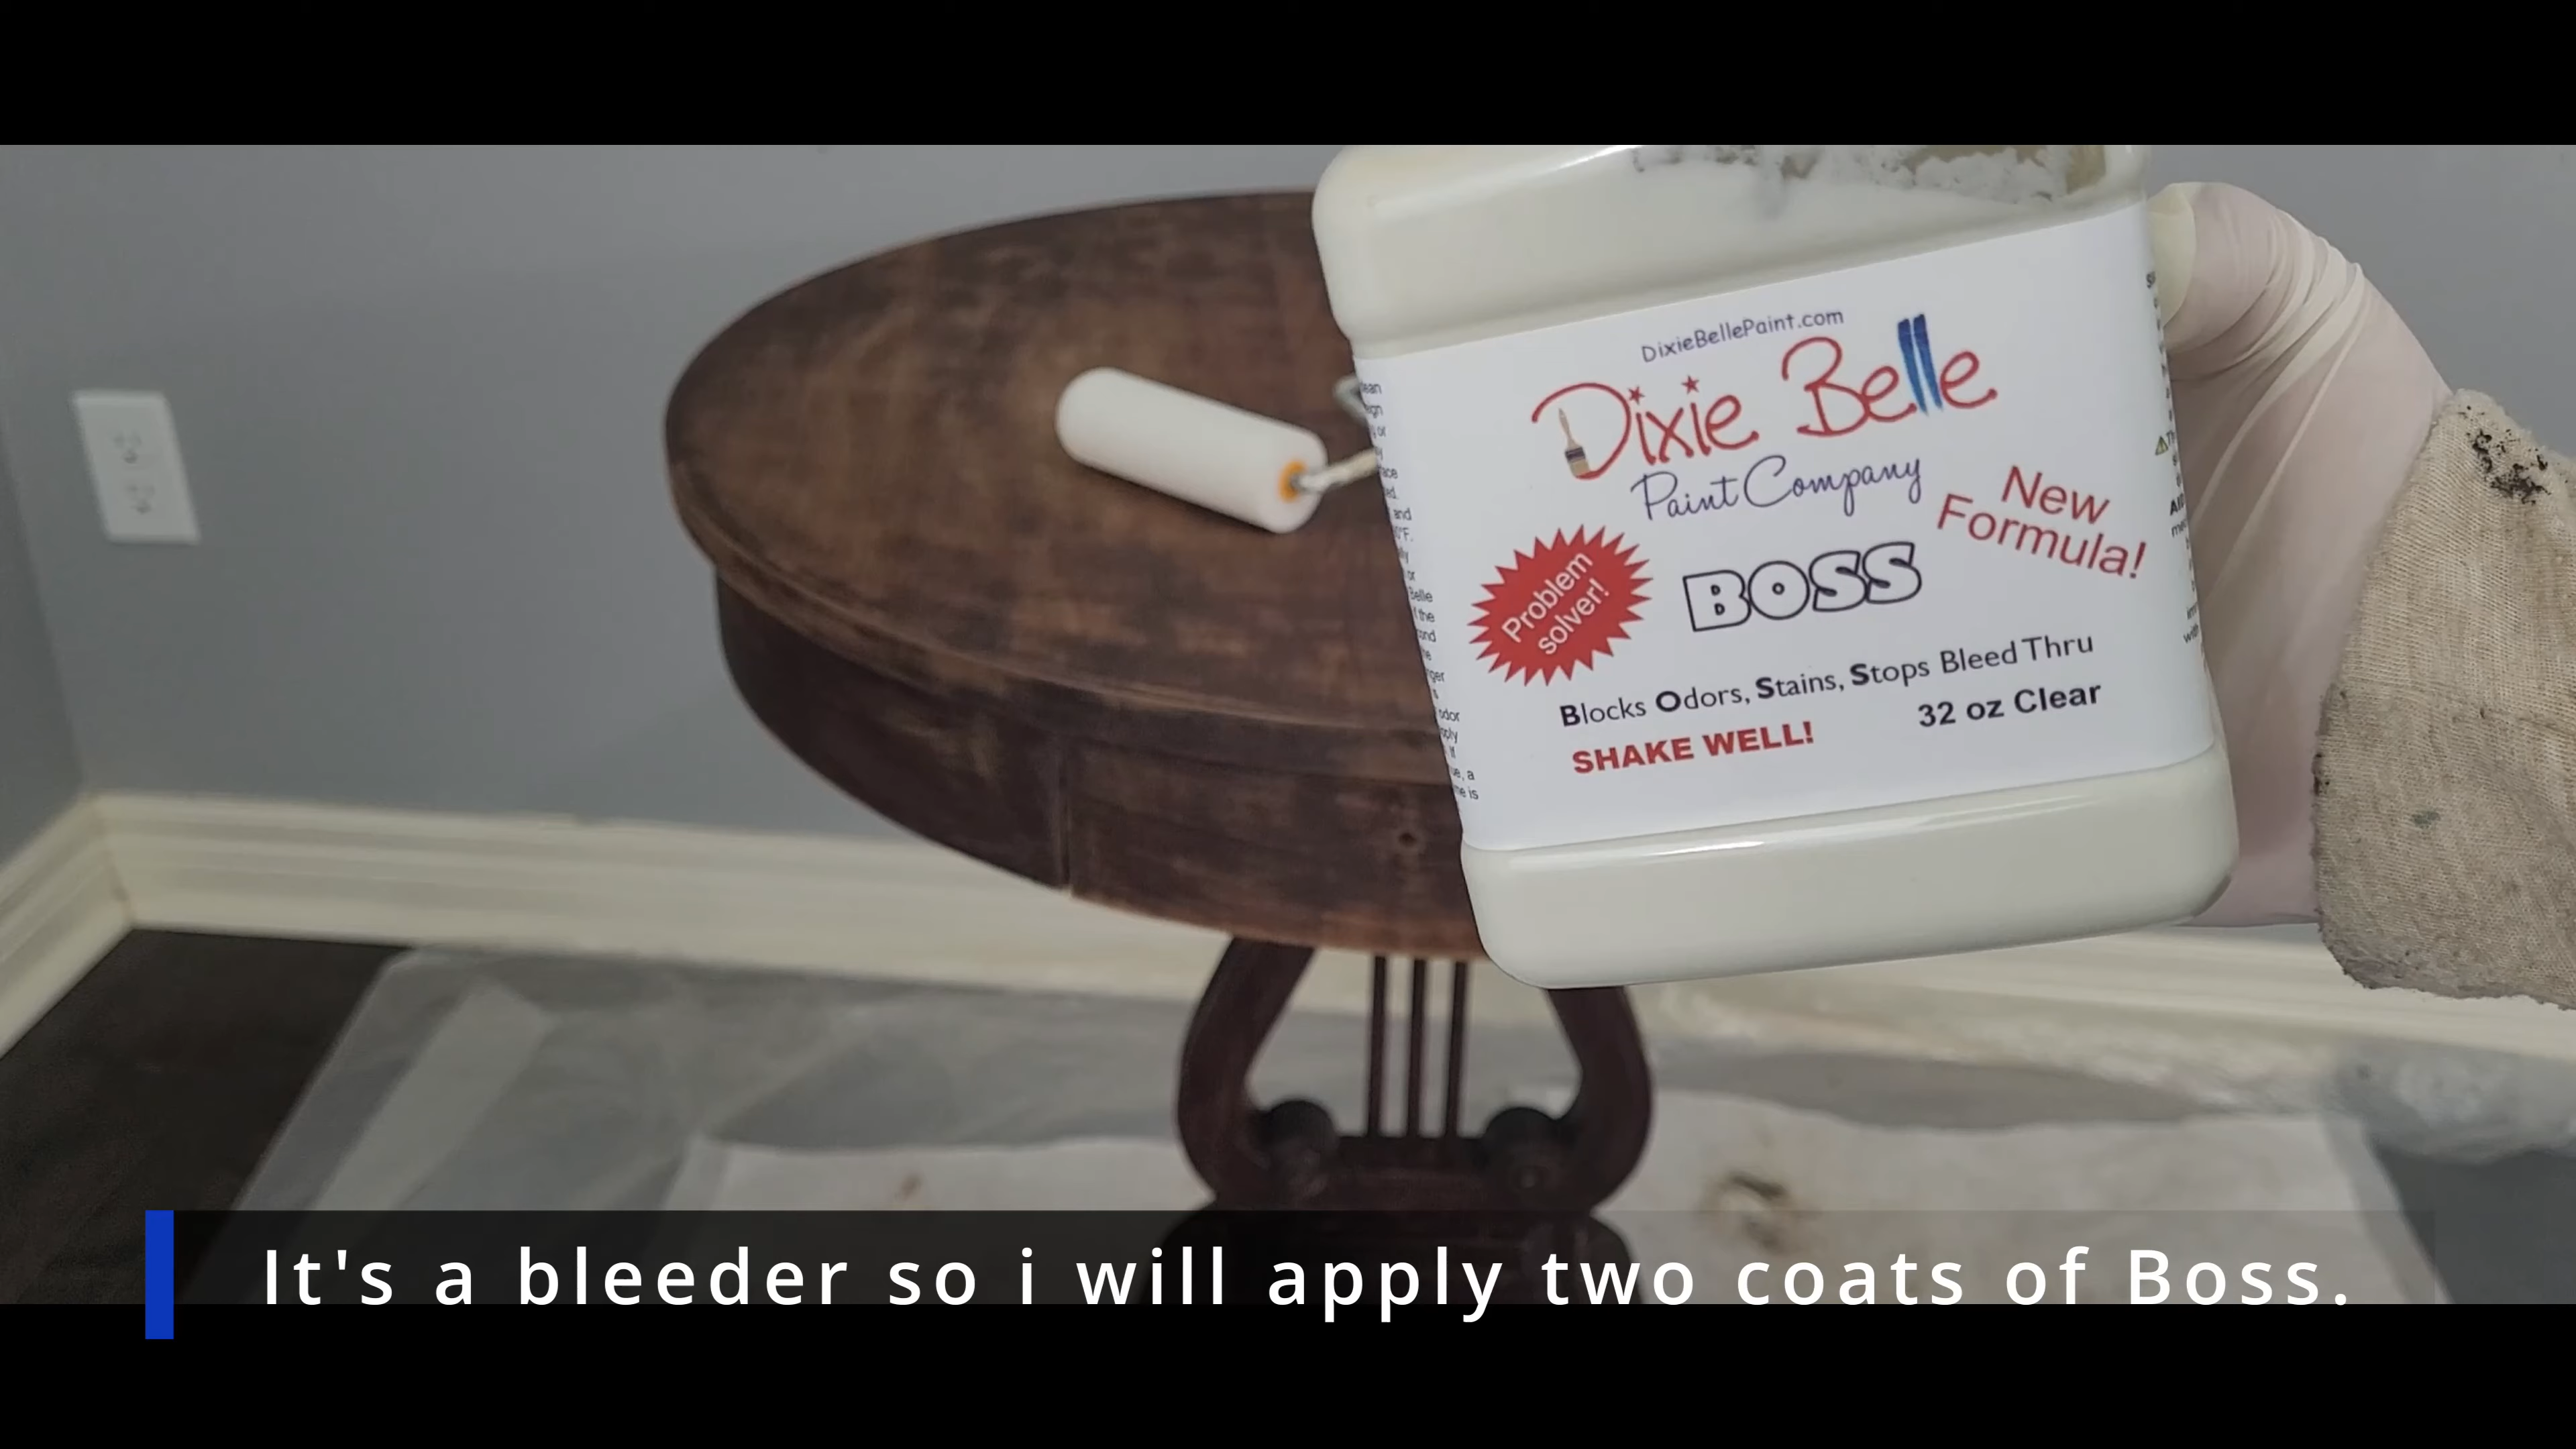 DixieBellePaint.com
Dixie Belle
Paint Company
New
Formula!
Problem
solver!
BOSS
Blocks Odors, Stains, Stops Bleed Thru
32 oz Clear
SHAKE WELL!
It's a bleeder so i will apply two coats of Boss.